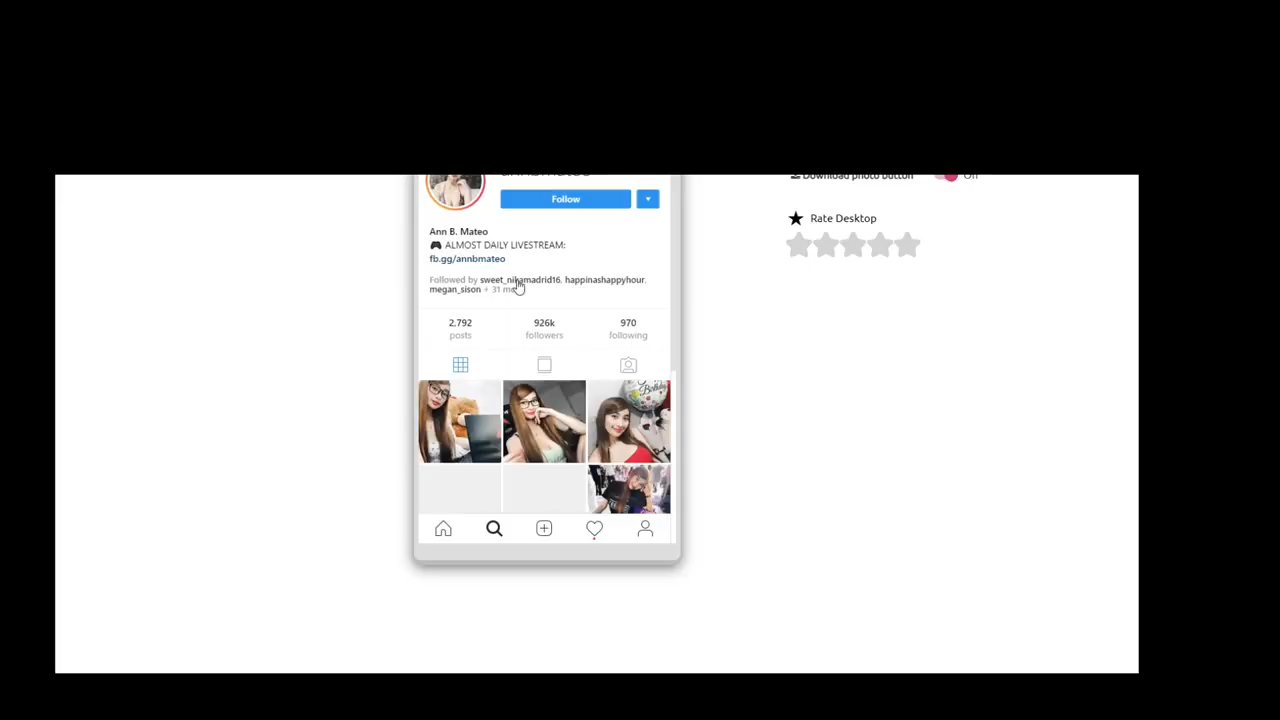 Download photo button
Follow
Rate Desktop
Ann B. Mateo
ALMOST DAILY LIVESTREAM:
fb.gg/annbmateo
Followed by sweet_nikamadrid16, happinashappyhour,
megan_sison + 31
2,792 926k 970
posts followers following